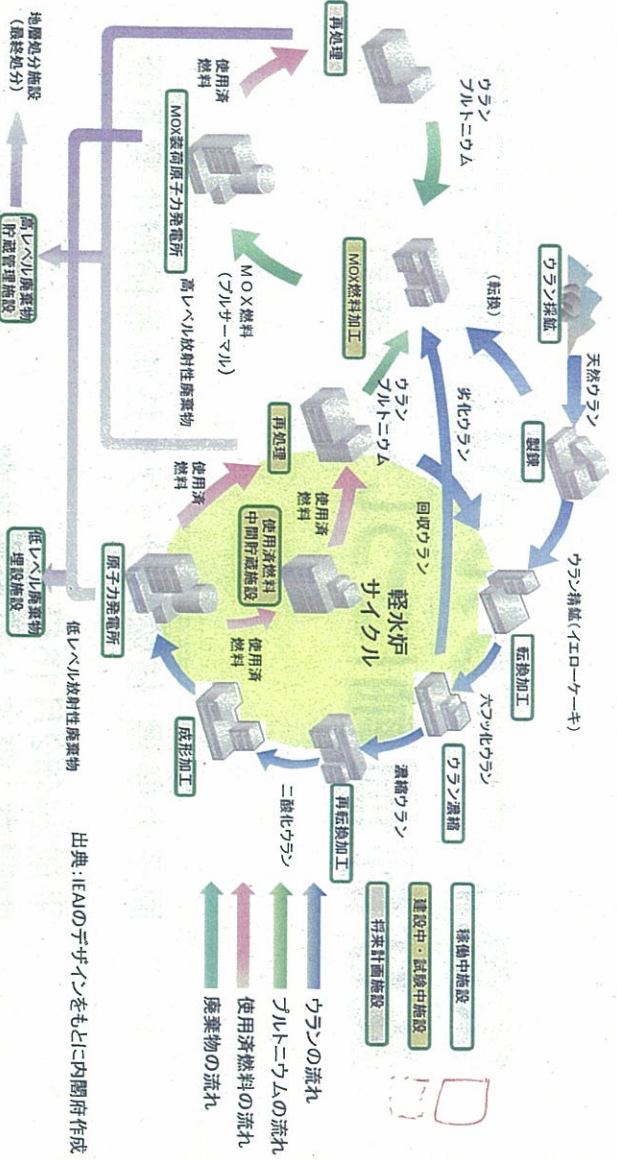 ウラン採鉱
天然ウラン
製錬
ウラン精鉱(イエローケーキ)
(転換)
転換加工
六フッ化ウラン
ウラン濃縮
濃縮ウラン
再転換加工
二酸化ウラン
成形加工
原子力発電所
軽水炉
サイクル
劣化ウラン
回収ウラン
使用済
燃料
使用済燃料
中間貯蔵施設
使用済
燃料
使用済
燃料
再処理
ウラン
プルトニウム
MOX燃料加工
MOX燃料
(プルサーマル)
MOX装荷原子力発電所
使用済
燃料
再処理
ウラン
プルトニウム
高レベル放射性廃棄物
高レベル廃棄物
貯蔵管理施設
地層処分施設
(最終処分)
低レベル放射性廃棄物
低レベル廃棄物
埋設施設
稼働中施設
建設中・試験中施設
将来計画施設
ウランの流れ
プルトニウムの流れ
使用済燃料の流れ
廃棄物の流れ
出典:IEAJのデザインをもとに内閣府作成